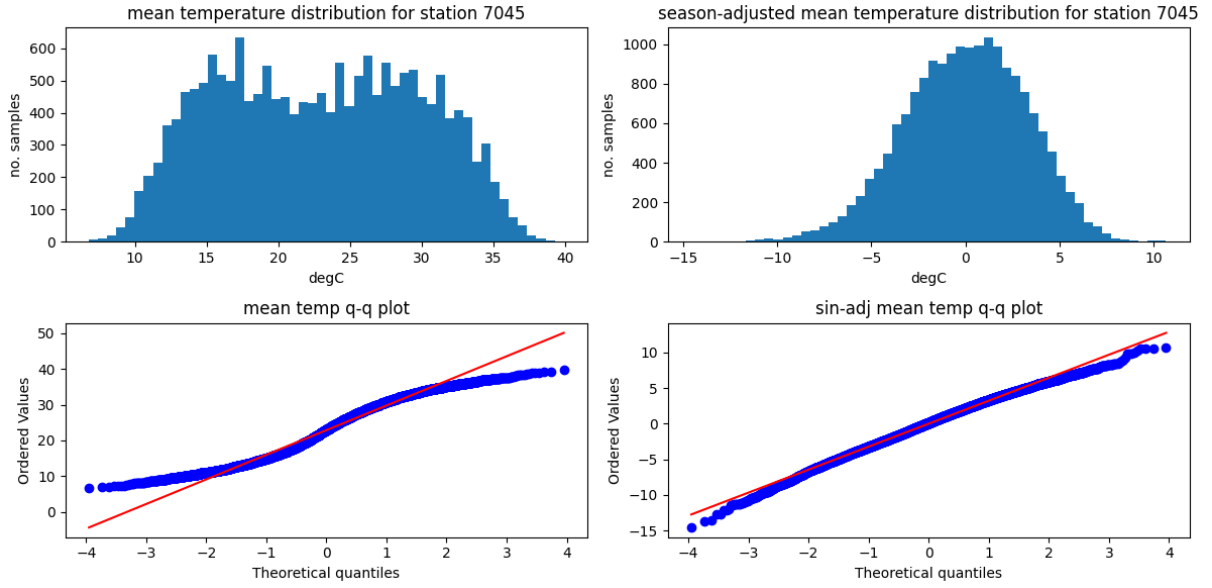 mean temperature distribution for station 7045
no. samples
600
500
400
300
200
100
0
10 15 20 25 30 35 40
degC
season-adjusted mean temperature distribution for station 7045
no. samples
1000
800
600
400
200
0
−15 −10 −5 0 5 10
degC
mean temp q-q plot
Ordered Values
50
40
30
20
10
0
−4 −3 −2 −1 0 1 2 3 4
Theoretical quantiles
sin-adj mean temp q-q plot
Ordered Values
10
5
0
−5
−10
−15
−4 −3 −2 −1 0 1 2 3 4
Theoretical quantiles